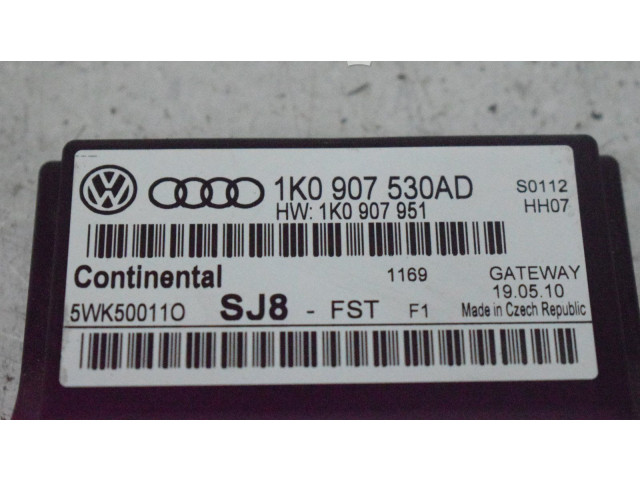 1K0 907 530AD S0112
HW: 1K0 907 951 HH07
Continental 1169 GATEWAY
5WK50011O SJ8 - FST F1 19.05.10
Made in Czech Republic